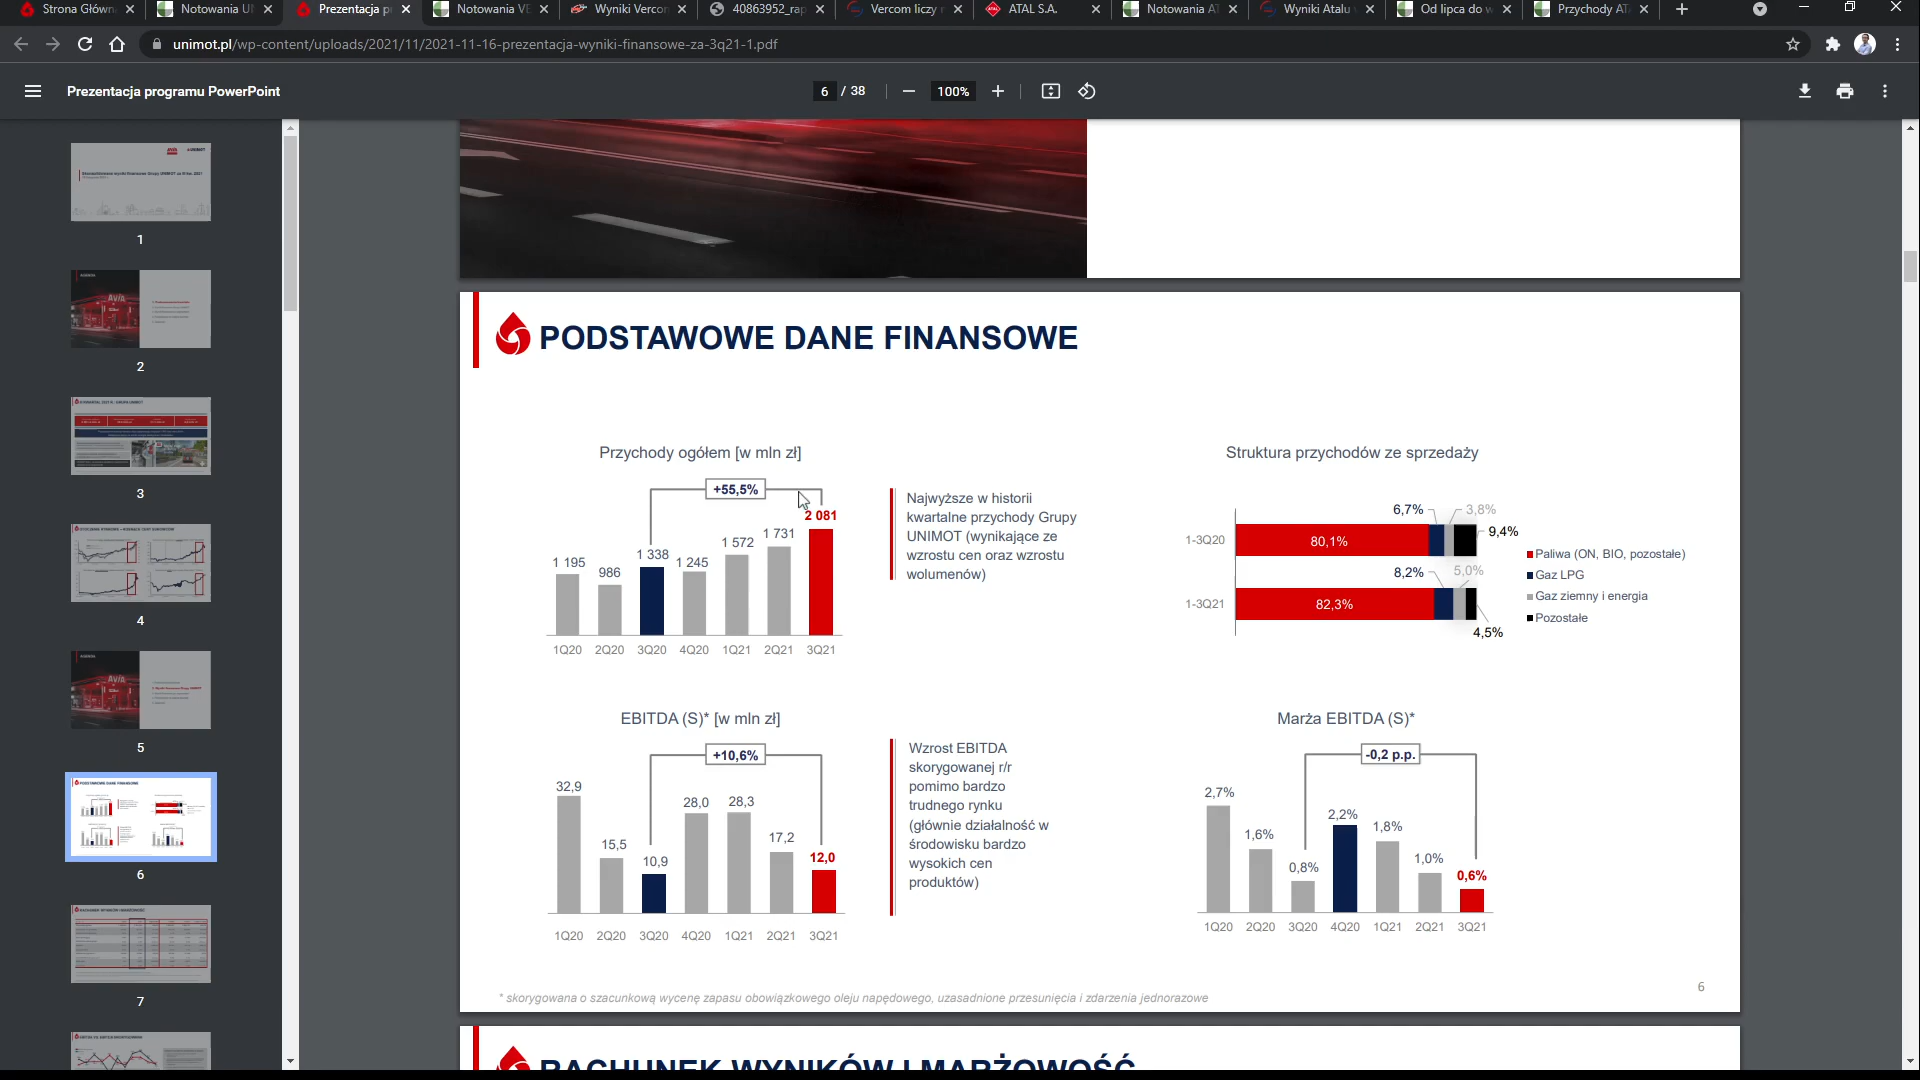 Strona Główn
Notowania U
Prezentacja p
Notowania VE
Wyniki Vercon
40863952_rap
Vercom liczy r
ATAL S.A.
Notowania AT
Wyniki Atalu
Od lipca do w
Przychody AT
unimot.pl/wp-content/uploads/2021/11/2021-11-16-prezentacja-wyniki-finansowe-za-3q21-1.pdf
Prezentacja programu PowerPoint
6 / 38
100%
1
2
3
4
5
6
7
PODSTAWOWE DANE FINANSOWE
Przychody ogółem [w mln zł]
+55,5%
1 195
986
1 338
1 245
1 572
1 731
2 081
1Q20 2Q20 3Q20 4Q20 1Q21 2Q21 3Q21
Najwyższe w historii
kwartalne przychody Grupy
UNIMOT (wynikające ze
wzrostu cen oraz wzrostu
wolumenów)
Struktura przychodów ze sprzedaży
6,7%
3,8%
9,4%
1-3Q20
80,1%
8,2%
5,0%
1-3Q21
82,3%
4,5%
Paliwa (ON, BIO, pozostałe)
Gaz LPG
Gaz ziemny i energia
Pozostałe
EBITDA (S)* [w mln zł]
+10,6%
32,9
15,5
10,9
28,0
28,3
17,2
12,0
1Q20 2Q20 3Q20 4Q20 1Q21 2Q21 3Q21
Wzrost EBITDA
skorygowanej r/r
pomimo bardzo
trudnego rynku
(głównie działalność w
środowisku bardzo
wysokich cen
produktów)
Marża EBITDA (S)*
-0,2 p.p.
2,7%
1,6%
0,8%
2,2%
1,8%
1,0%
0,6%
1Q20 2Q20 3Q20 4Q20 1Q21 2Q21 3Q21
* skorygowana o szacunkową wycenę zapasu obowiązkowego oleju napędowego, uzasadnione przesunięcia i zdarzenia jednorazowe
6
RACHUNEK WYNIKÓW I MARŻOWOŚĆ